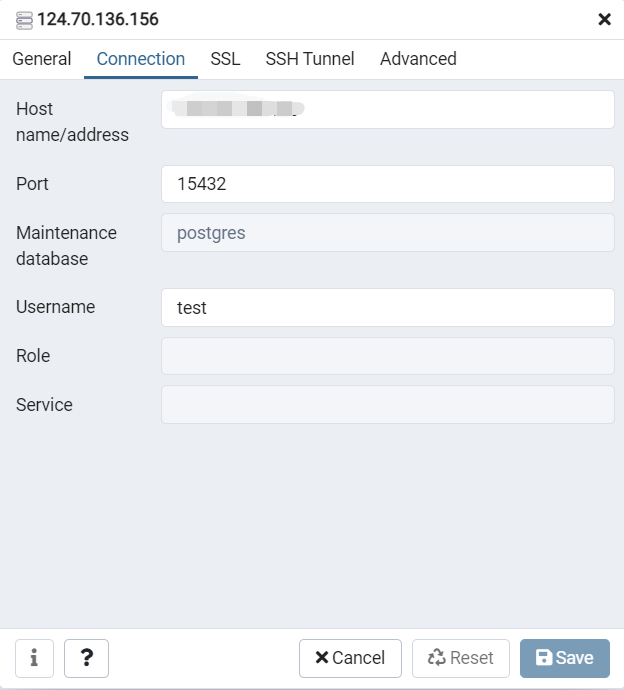 124.70.136.156
General Connection SSL SSH Tunnel Advanced
Host
name/address
Port 15432
Maintenance
database postgres
Username test
Role
Service
i ? Cancel Reset Save